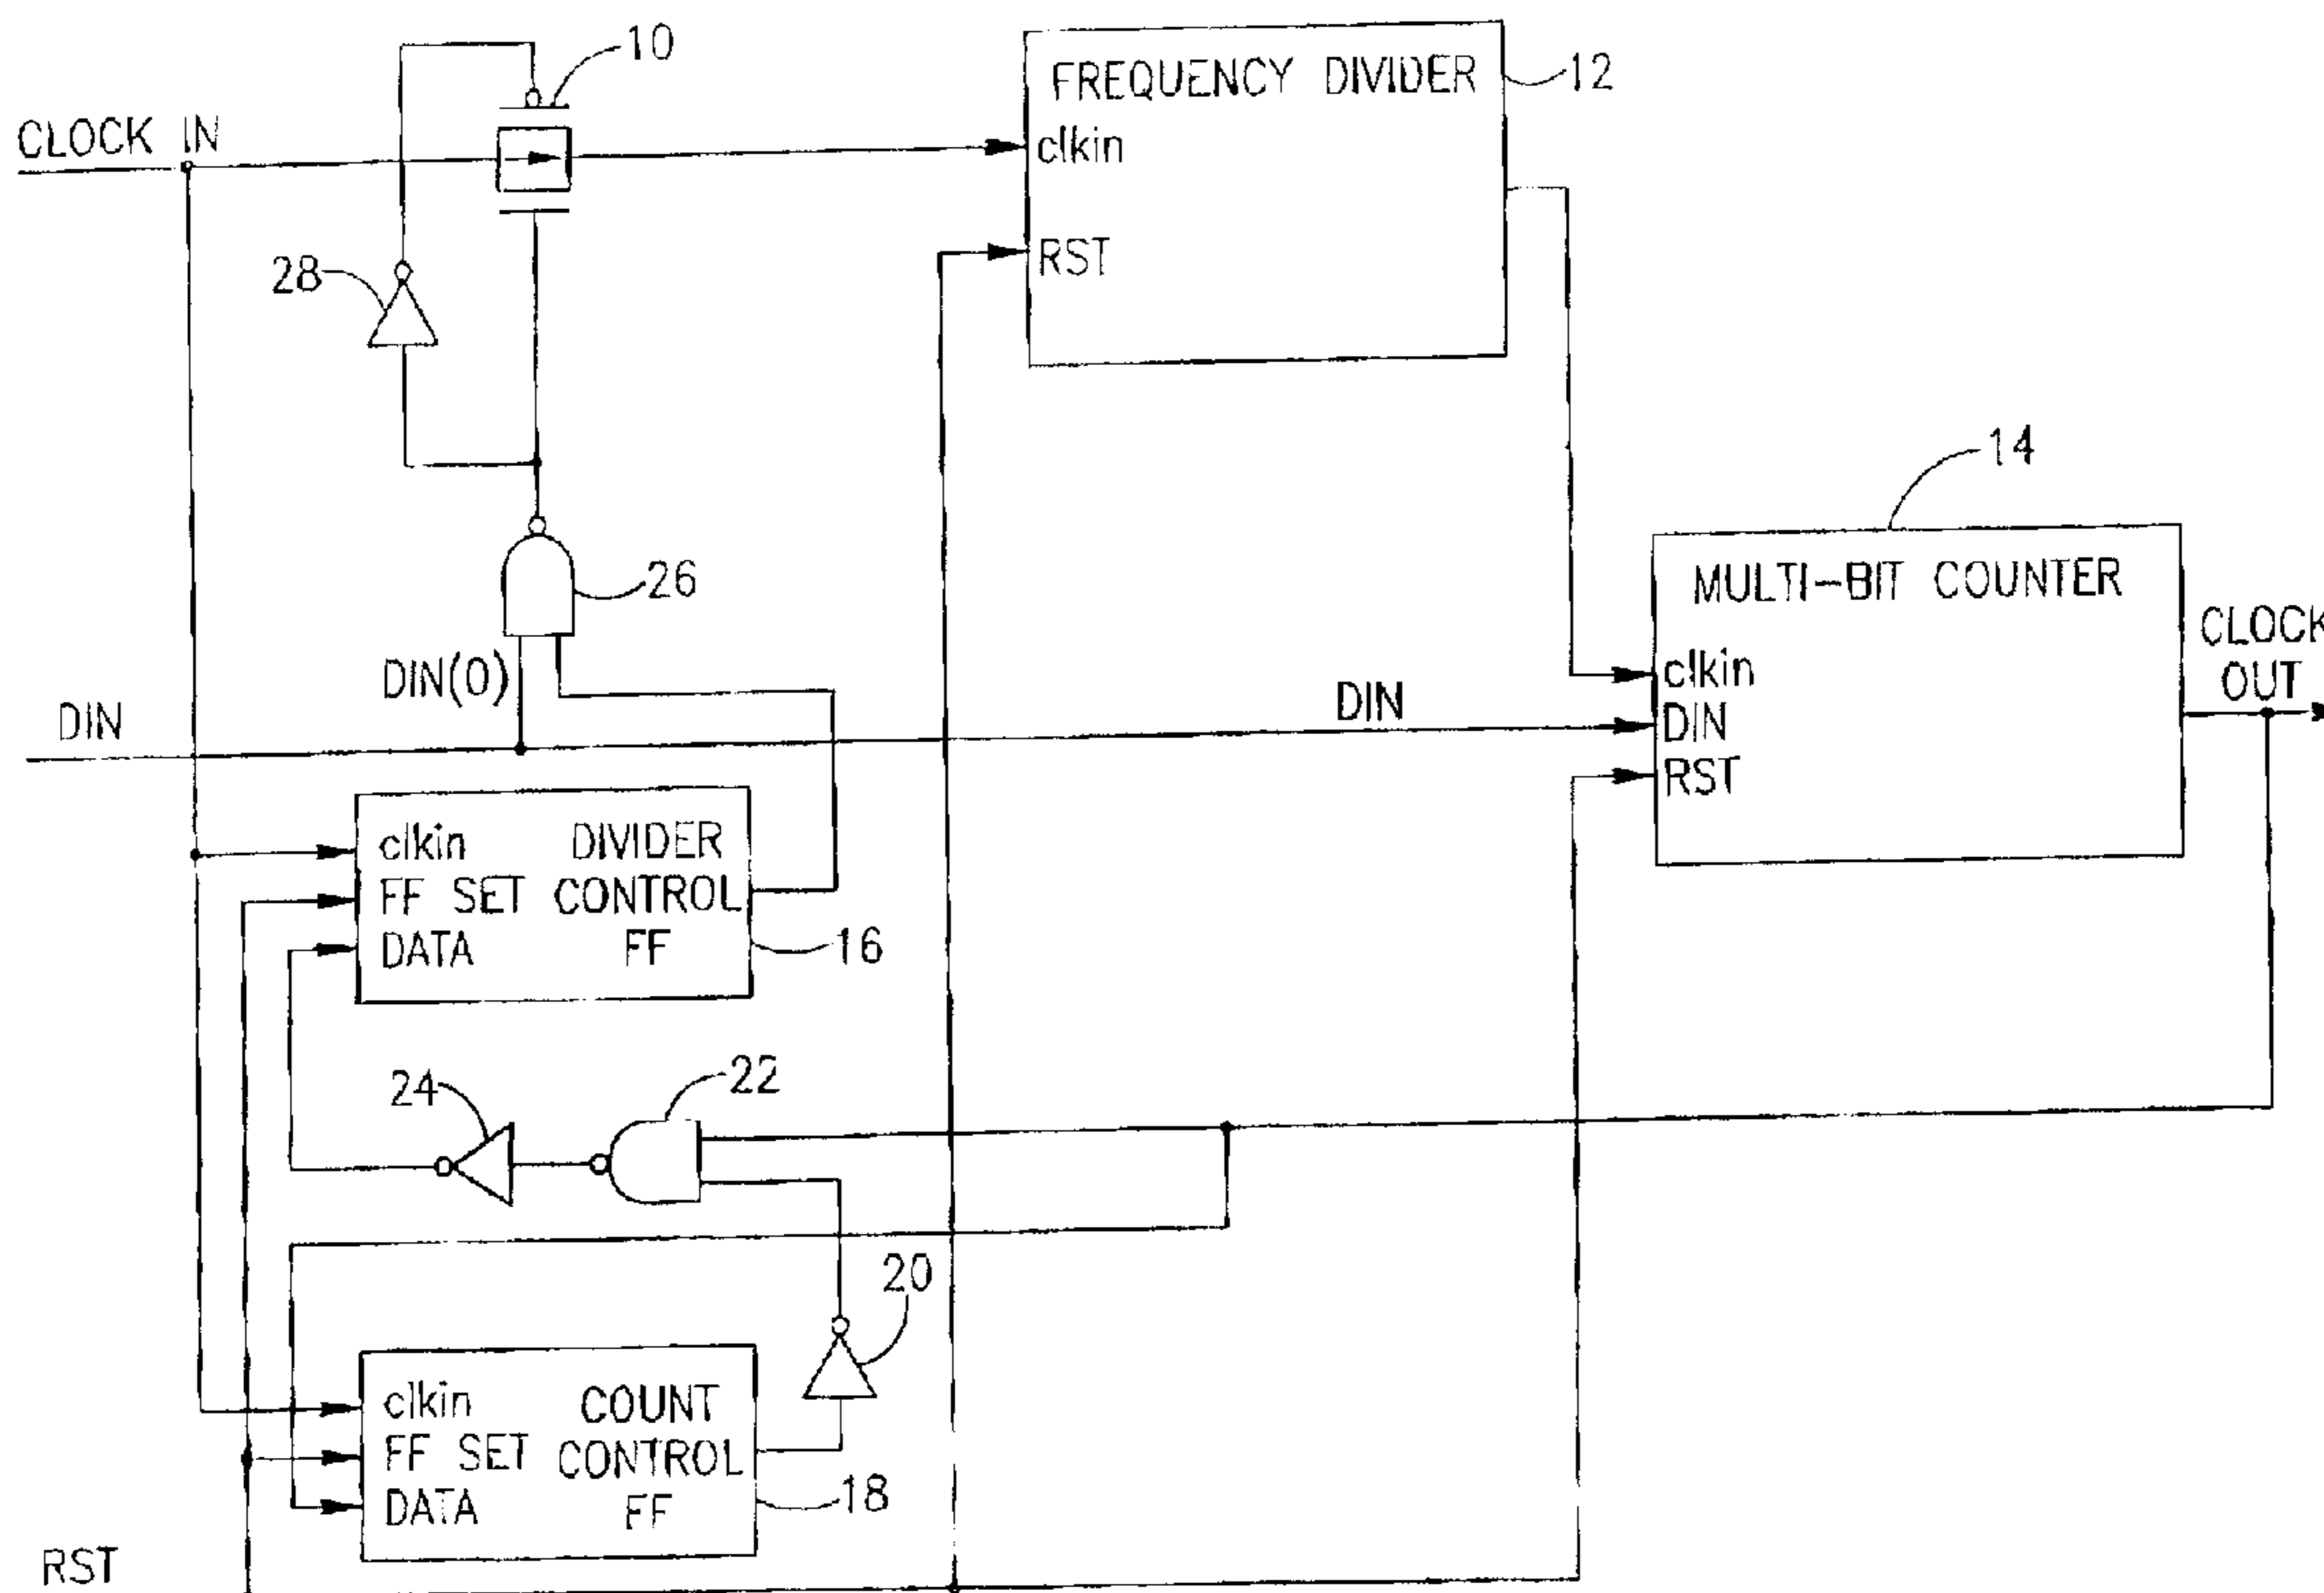 10
CLOCK IN
28
FREQUENCY DIVIDER
clkin
RST
12
14
MULTI-BIT COUNTER
clkin
DIN
RST
CLOCK
OUT
26
DIN(0)
DIN
DIN
clkin DIVIDER
FF SET CONTROL
DATA FF
16
24
22
20
clkin COUNT
FF SET CONTROL
DATA FF
18
RST